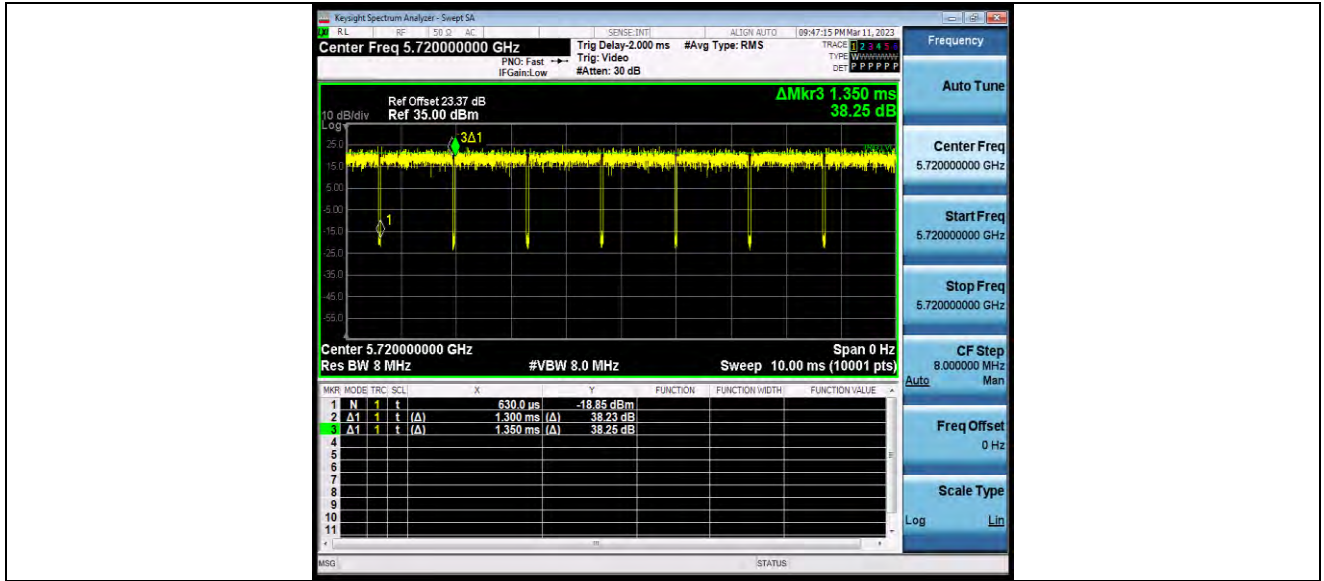 Keysight Spectrum Analyzer - Swept SA
RL RF 50 Ω AC SENSE:INT ALIGN AUTO 09:47:15 PM Mar 11, 2023
Center Freq 5.720000000 GHz Trig Delay-2.000 ms #Avg Type: RMS TRACE 1 2 3 4 5 6
PNO: Fast Trig: Video TYPE WWWWWW
IFGain:Low #Atten: 30 dB DET P P P P P P
ΔMkr3 1.350 ms
38.25 dB
Ref Offset 23.37 dB
10 dB/div Ref 35.00 dBm
Log
25.0
15.0
5.00
-5.00
-15.0
-25.0
-35.0
-45.0
-55.0
3Δ1
1
Center 5.720000000 GHz Span 0 Hz
Res BW 8 MHz #VBW 8.0 MHz Sweep 10.00 ms (10001 pts)
MKR MODE TRC SCL X Y FUNCTION FUNCTION WIDTH FUNCTION VALUE
1 N 1 t 630.0 µs -18.85 dBm
2 Δ1 1 t (Δ) 1.300 ms (Δ) 38.23 dB
3 Δ1 1 t (Δ) 1.350 ms (Δ) 38.25 dB
4
5
6
7
8
9
10
11
MSG STATUS
Frequency
Auto Tune
Center Freq
5.720000000 GHz
Start Freq
5.720000000 GHz
Stop Freq
5.720000000 GHz
CF Step
8.000000 MHz
Auto Man
Freq Offset
0 Hz
Scale Type
Log Lin